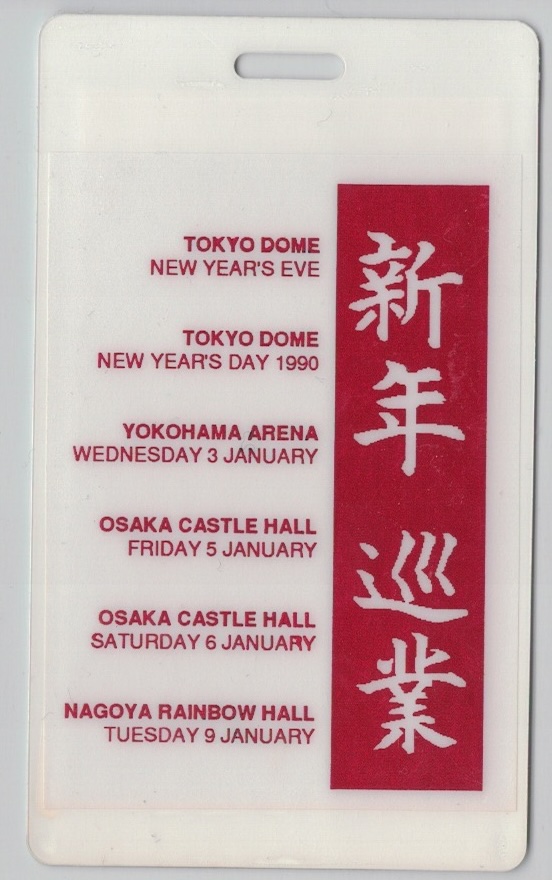 TOKYO DOME
NEW YEAR'S EVE
TOKYO DOME
NEW YEAR'S DAY 1990
YOKOHAMA ARENA
WEDNESDAY 3 JANUARY
OSAKA CASTLE HALL
FRIDAY 5 JANUARY
OSAKA CASTLE HALL
SATURDAY 6 JANUARY
NAGOYA RAINBOW HALL
TUESDAY 9 JANUARY
新年巡業